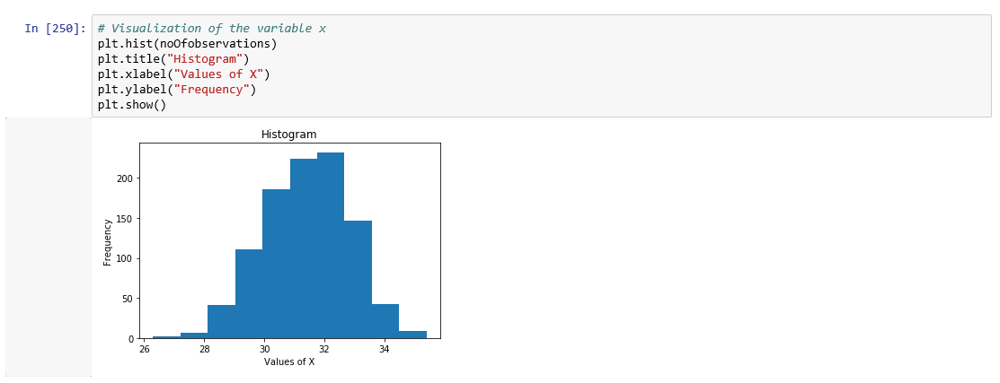 In [250]:
# Visualization of the variable x
plt.hist(noOfobservations)
plt.title("Histogram")
plt.xlabel("Values of X")
plt.ylabel("Frequency")
plt.show()
Histogram
200
150
100
50
0
Frequency
26 28 30 32 34
Values of X